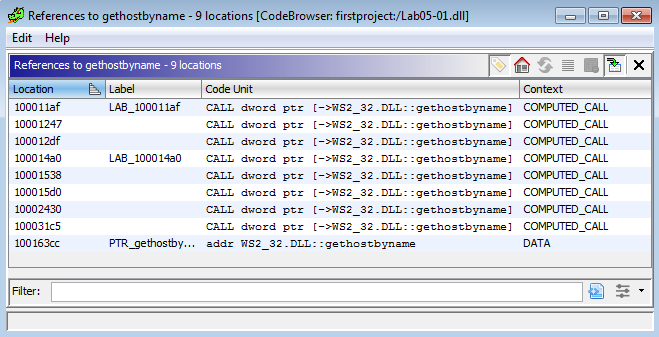 References to gethostbyname - 9 locations [CodeBrowser: firstproject:/Lab05-01.dll]
Edit Help
References to gethostbyname - 9 locations
Location Label Code Unit Context
100011af LAB_100011af CALL dword ptr [->WS2_32.DLL::gethostbyname] COMPUTED_CALL
10001247 CALL dword ptr [->WS2_32.DLL::gethostbyname] COMPUTED_CALL
100012df CALL dword ptr [->WS2_32.DLL::gethostbyname] COMPUTED_CALL
100014a0 LAB_100014a0 CALL dword ptr [->WS2_32.DLL::gethostbyname] COMPUTED_CALL
10001538 CALL dword ptr [->WS2_32.DLL::gethostbyname] COMPUTED_CALL
100015d0 CALL dword ptr [->WS2_32.DLL::gethostbyname] COMPUTED_CALL
10002430 CALL dword ptr [->WS2_32.DLL::gethostbyname] COMPUTED_CALL
100031c5 CALL dword ptr [->WS2_32.DLL::gethostbyname] COMPUTED_CALL
100163cc PTR_gethostby... addr WS2_32.DLL::gethostbyname DATA
Filter: